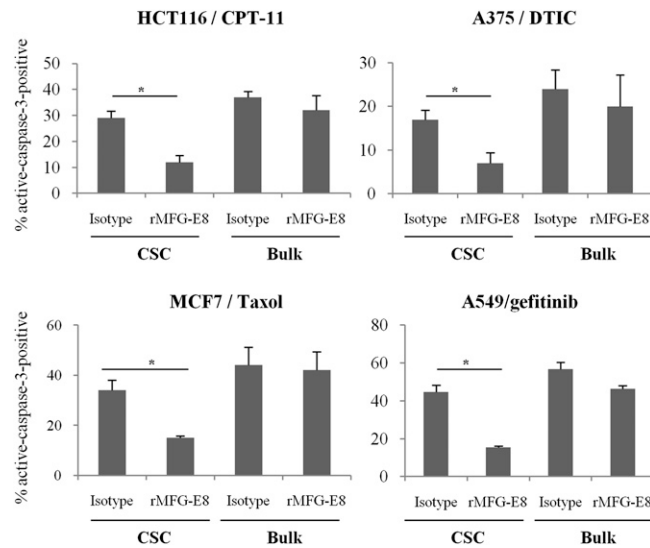 HCT116 / CPT-11
% active-caspase-3-positive
50
40
30
20
10
0
*
Isotype rMFG-E8 Isotype rMFG-E8
CSC Bulk
A375 / DTIC
30
20
10
0
*
Isotype rMFG-E8 Isotype rMFG-E8
CSC Bulk
MCF7 / Taxol
% active-caspase-3-positive
60
40
20
0
*
Isotype rMFG-E8 Isotype rMFG-E8
CSC Bulk
A549/gefitinib
80
60
40
20
0
*
Isotype rMFG-E8 Isotype rMFG-E8
CSC Bulk